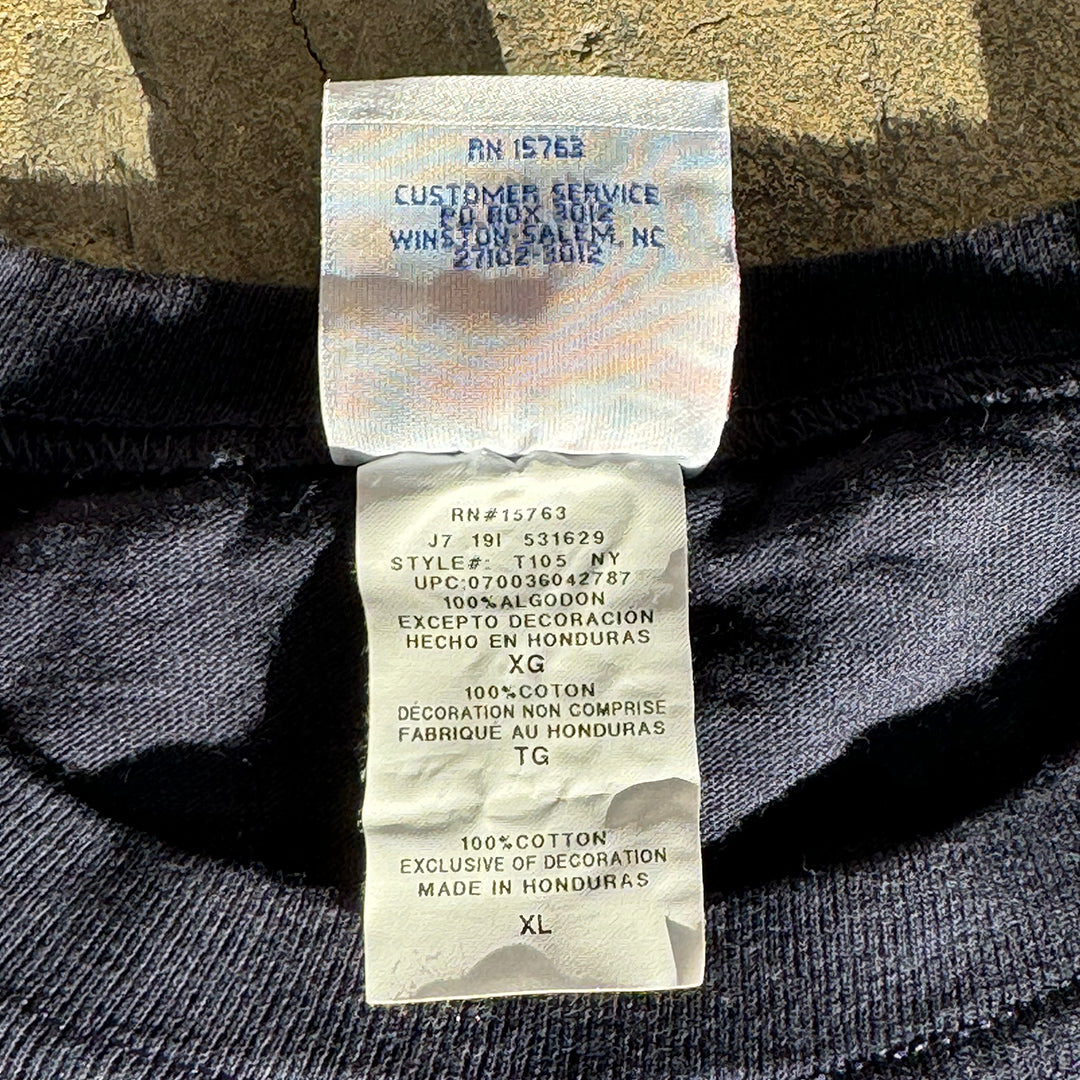 RN 15763
CUSTOMER SERVICE
PO BOX 3012
WINSTON SALEM, NC
27102-3012
RN#15763
J7 19I 531629
STYLE#: T105 NY
UPC:070036042787
100%ALGODON
EXCEPTO DECORACION
HECHO EN HONDURAS
XG
100%COTON
DÉCORATION NON COMPRISE
FABRIQUÉ AU HONDURAS
TG
100%COTTON
EXCLUSIVE OF DECORATION
MADE IN HONDURAS
XL